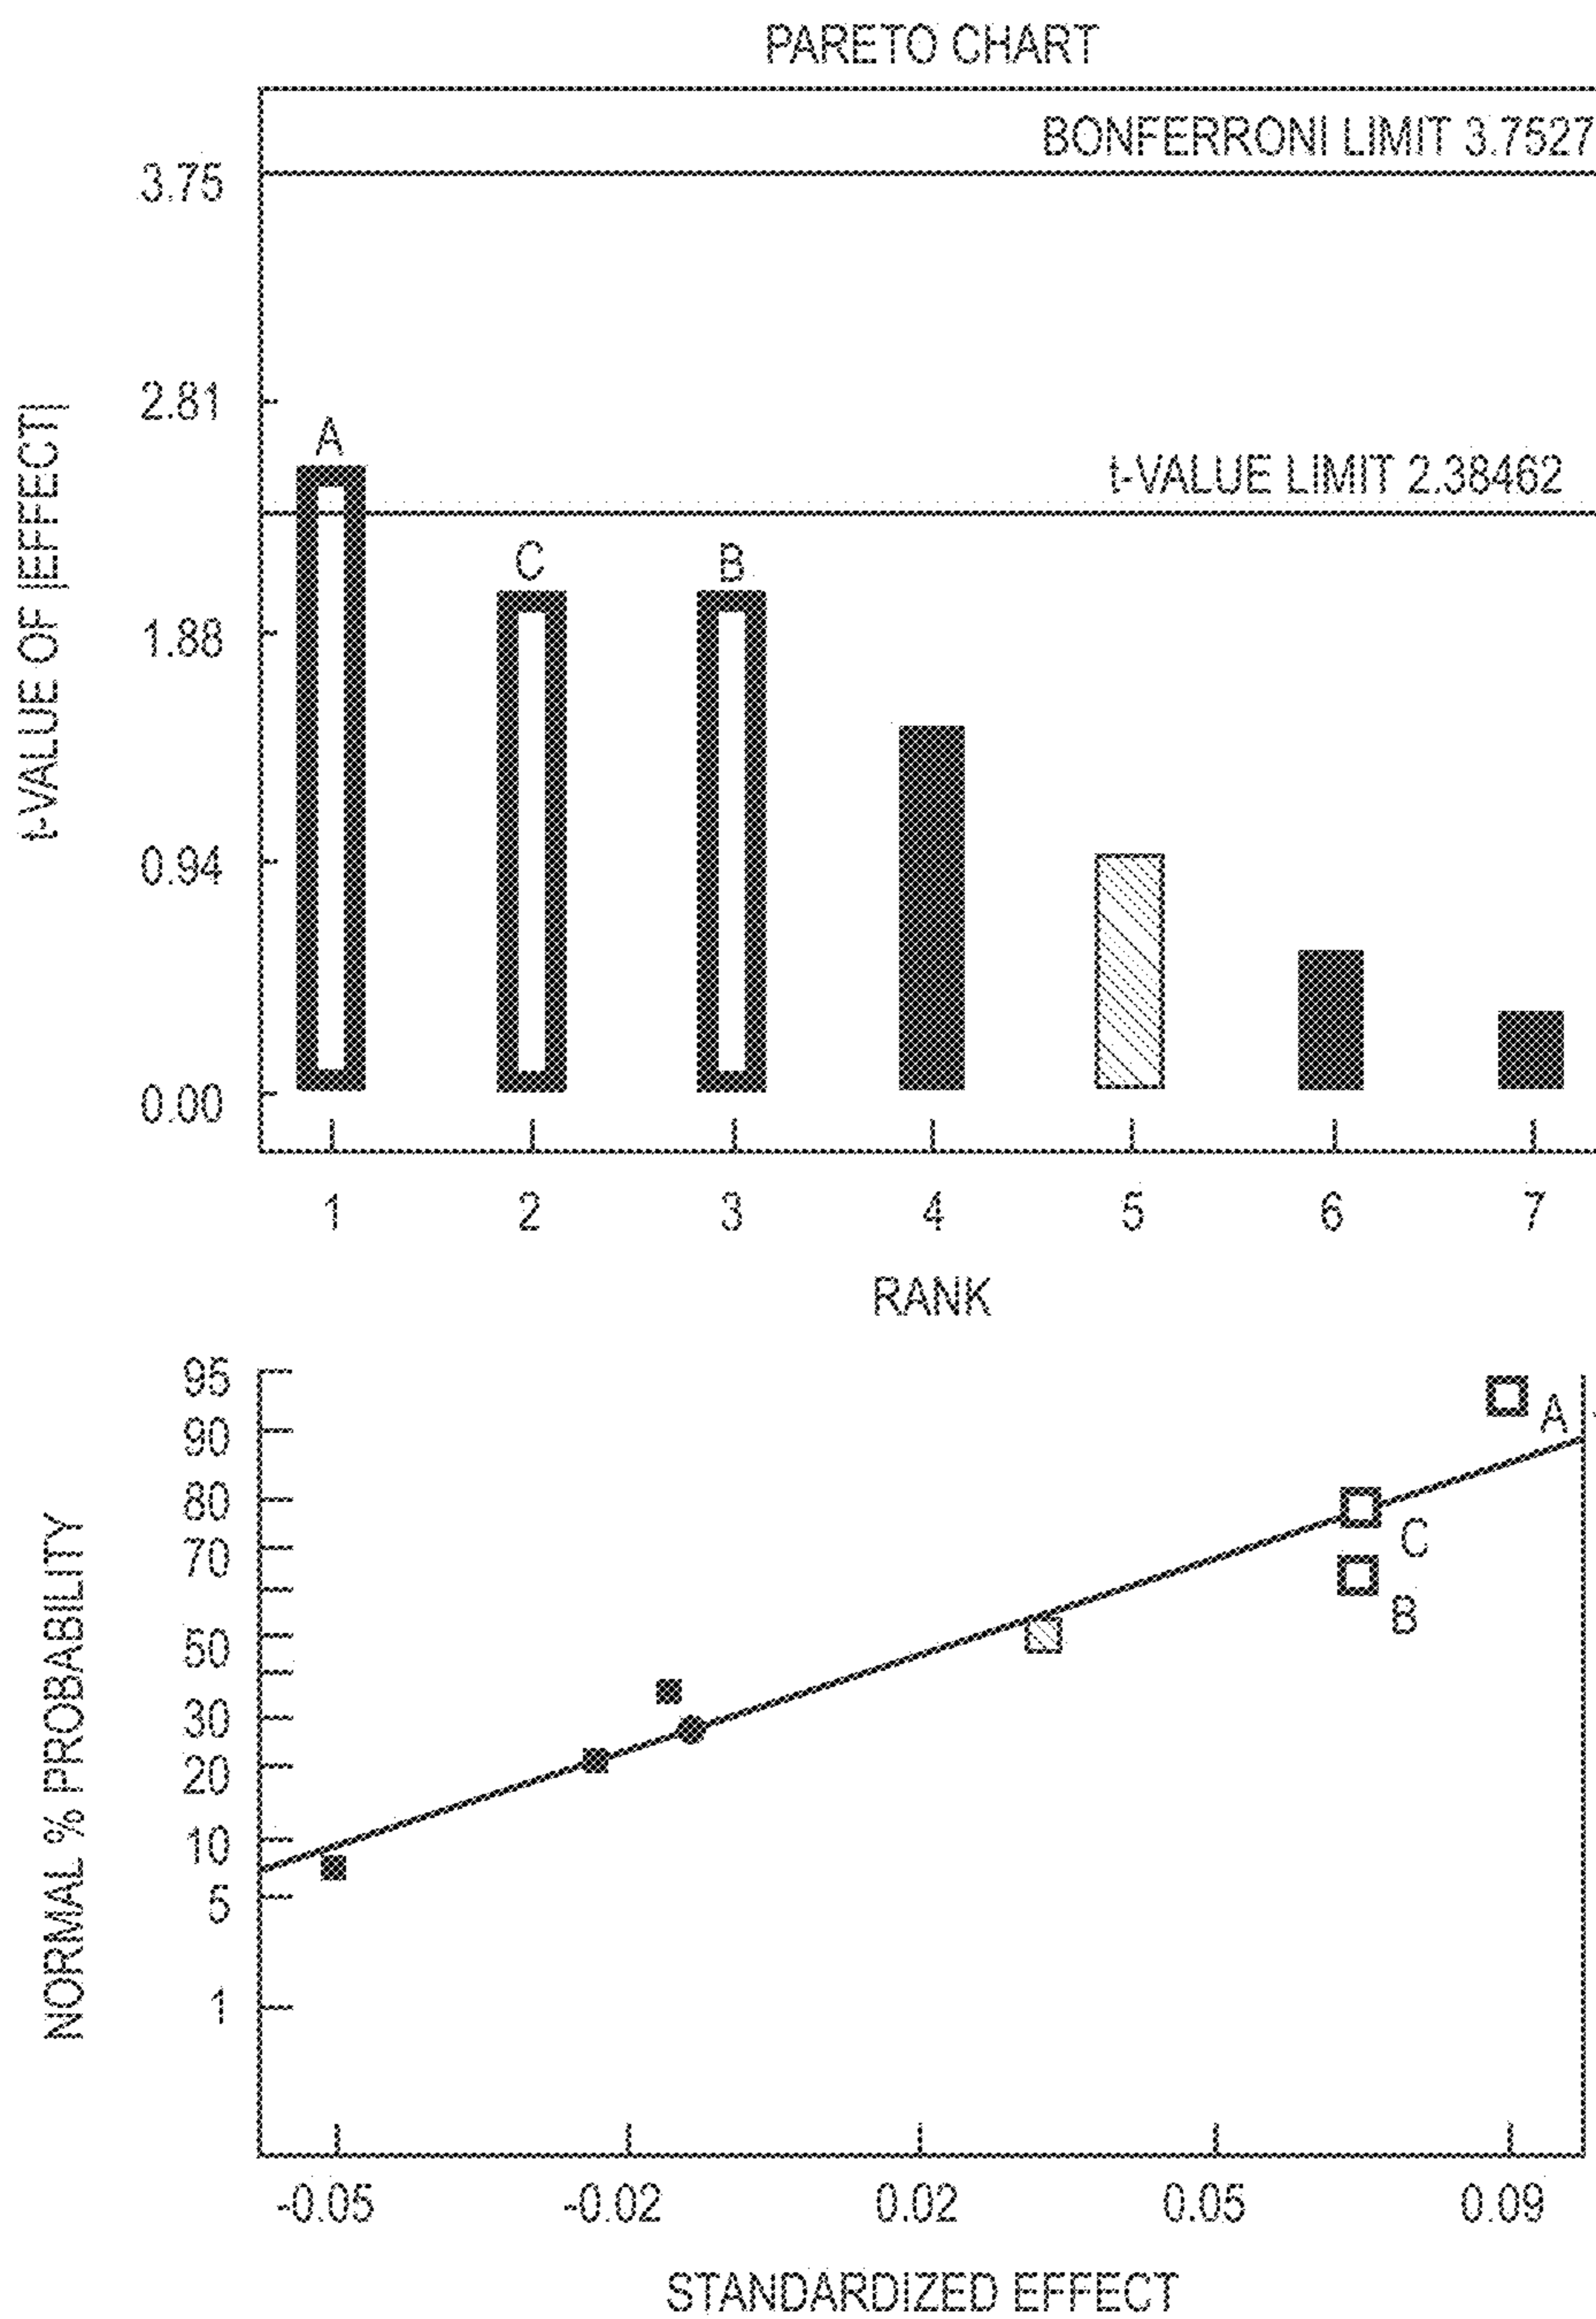 PARETO CHART
BONFERRONI LIMIT 3.7527
3.75
2.81
A
t-VALUE LIMIT 2.38462
C
B
1.88
t-VALUE OF |EFFECT|
0.94
0.00
1 2 3 4 5 6 7
RANK
95
A
90
80
C
70
B
50
30
20
10
5
1
NORMAL % PROBABILITY
-0.05 -0.02 0.02 0.05 0.09
STANDARDIZED EFFECT